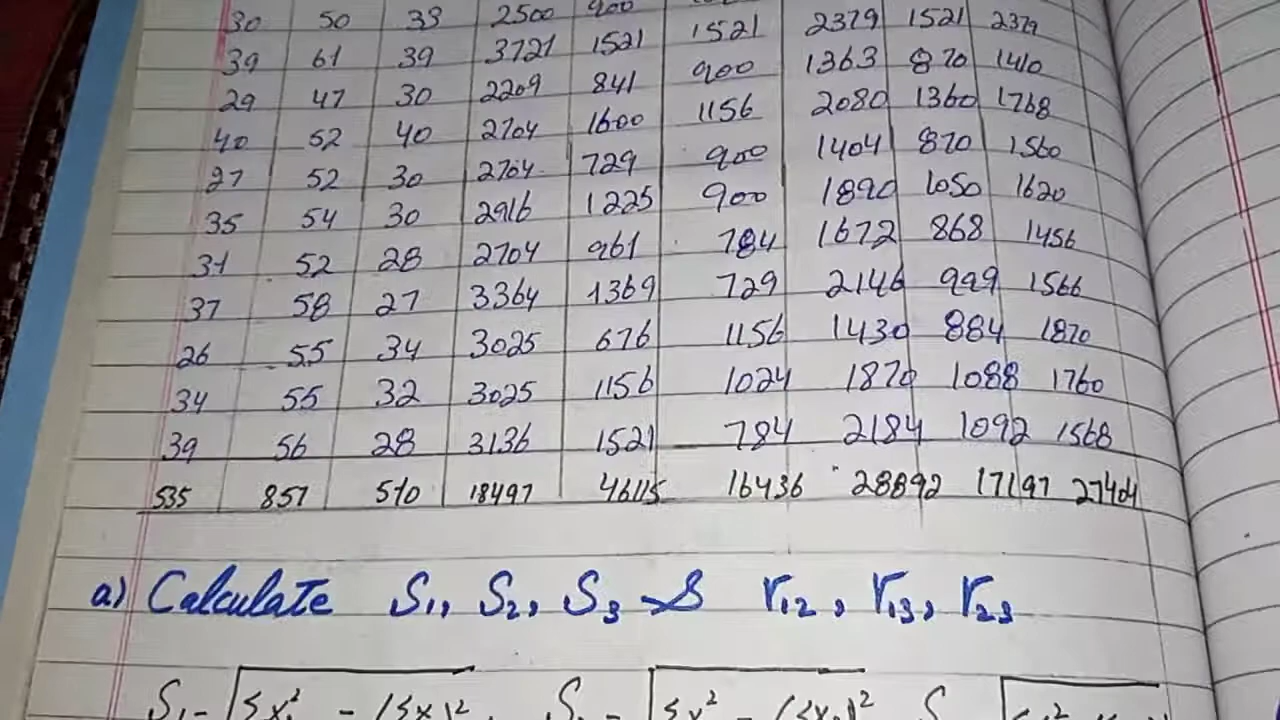 30 50 33 2500 900
39 61 39 3721 1521 1521 2379 1521 2379
29 47 30 2209 841 900 1363 870 1410
40 52 40 2704 1600 1156 2080 1360 1768
27 52 30 2704 729 900 1404 870 1560
35 54 30 2916 1225 900 1890 1050 1620
31 52 28 2704 961 784 1672 868 1456
37 58 27 3364 1369 729 2146 999 1566
26 55 34 3025 676 1156 1430 884 1870
34 55 32 3025 1156 1024 1870 1088 1760
39 56 28 3136 1521 784 2184 1092 1568
535 857 510 18497 46115 16436 28892 17197 27404
a) Calculate S₁, S₂, S₃ & r₁₂, r₁₃, r₂₃